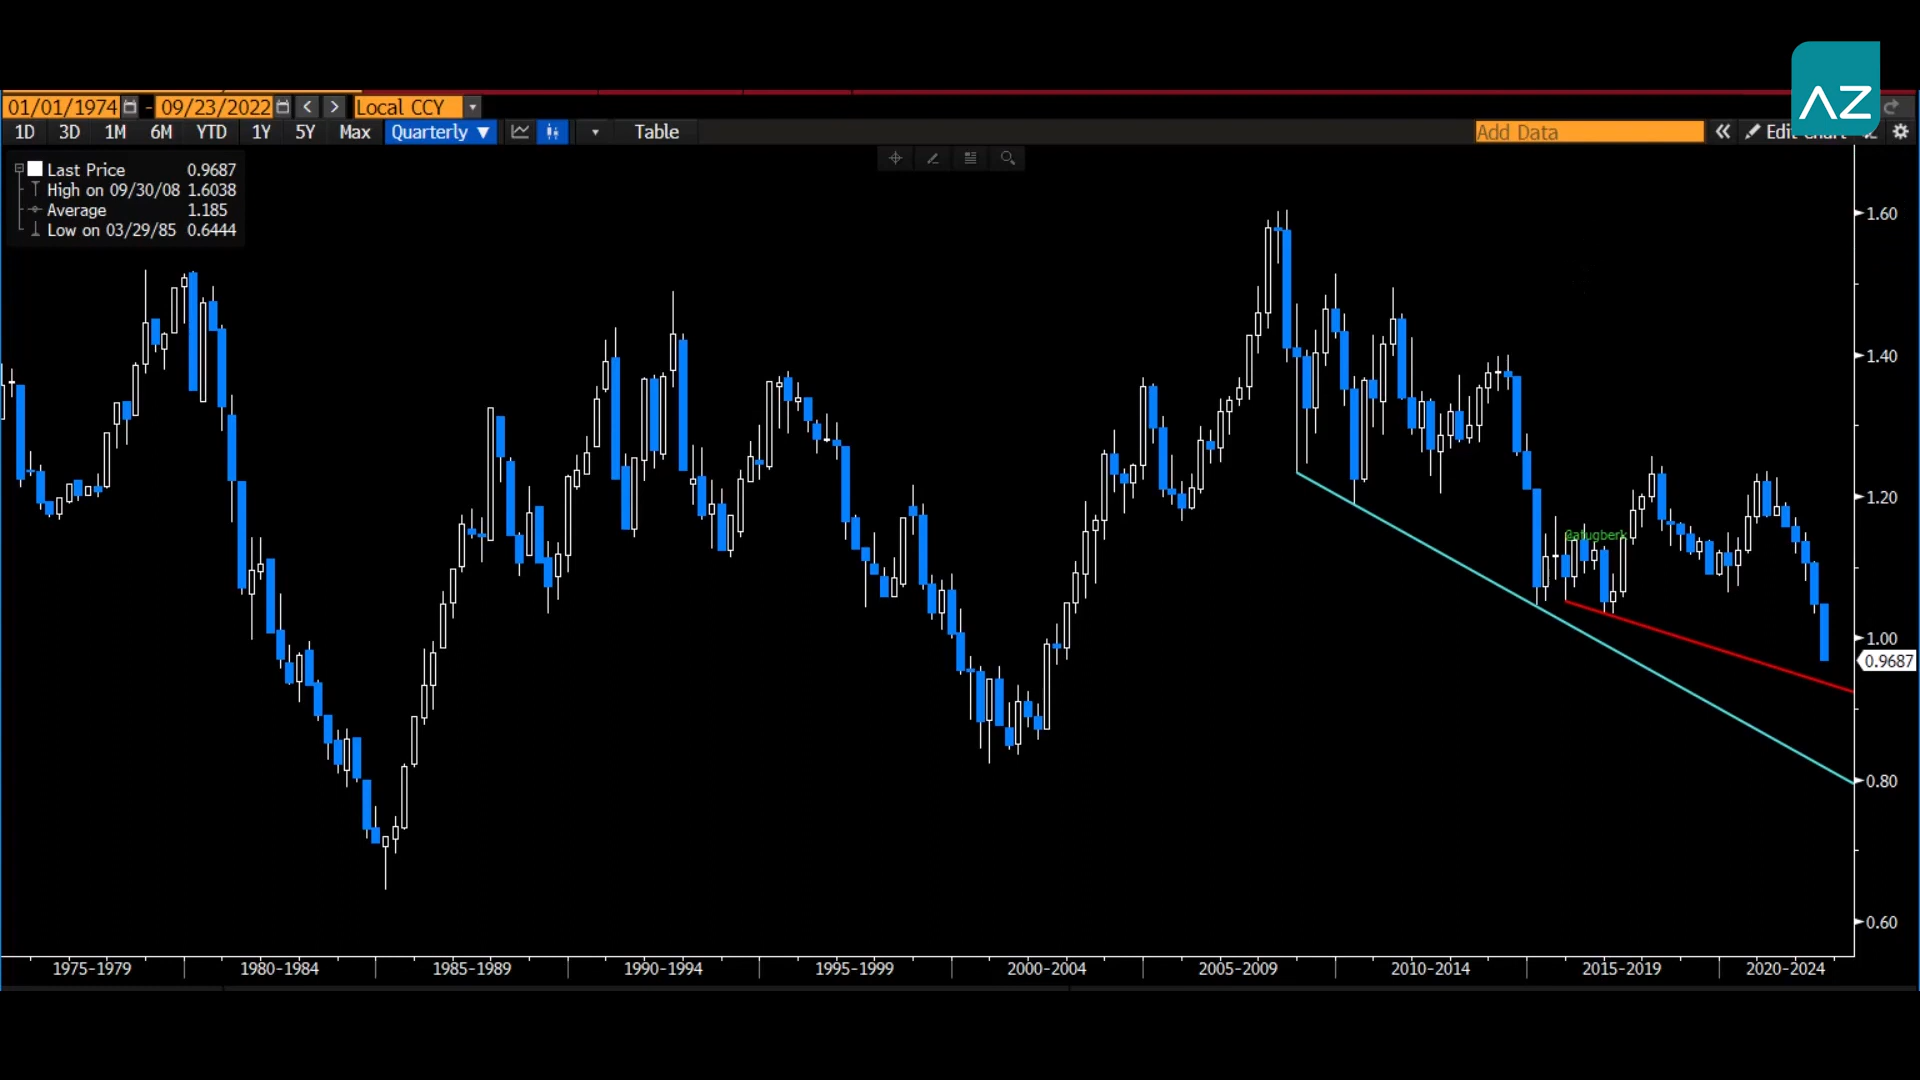 AZ
01/01/1974 - 09/23/2022 < > Local CCY
1D 3D 1M 6M YTD 1Y 5Y Max Quarterly ▼ Table Add Data « Edit Chart
Last Price 0.9687
High on 09/30/08 1.6038
Average 1.185
Low on 03/29/85 0.6444
1.60
1.40
1.20
1.00
0.9687
0.80
0.60
1975-1979 1980-1984 1985-1989 1990-1994 1995-1999 2000-2004 2005-2009 2010-2014 2015-2019 2020-2024